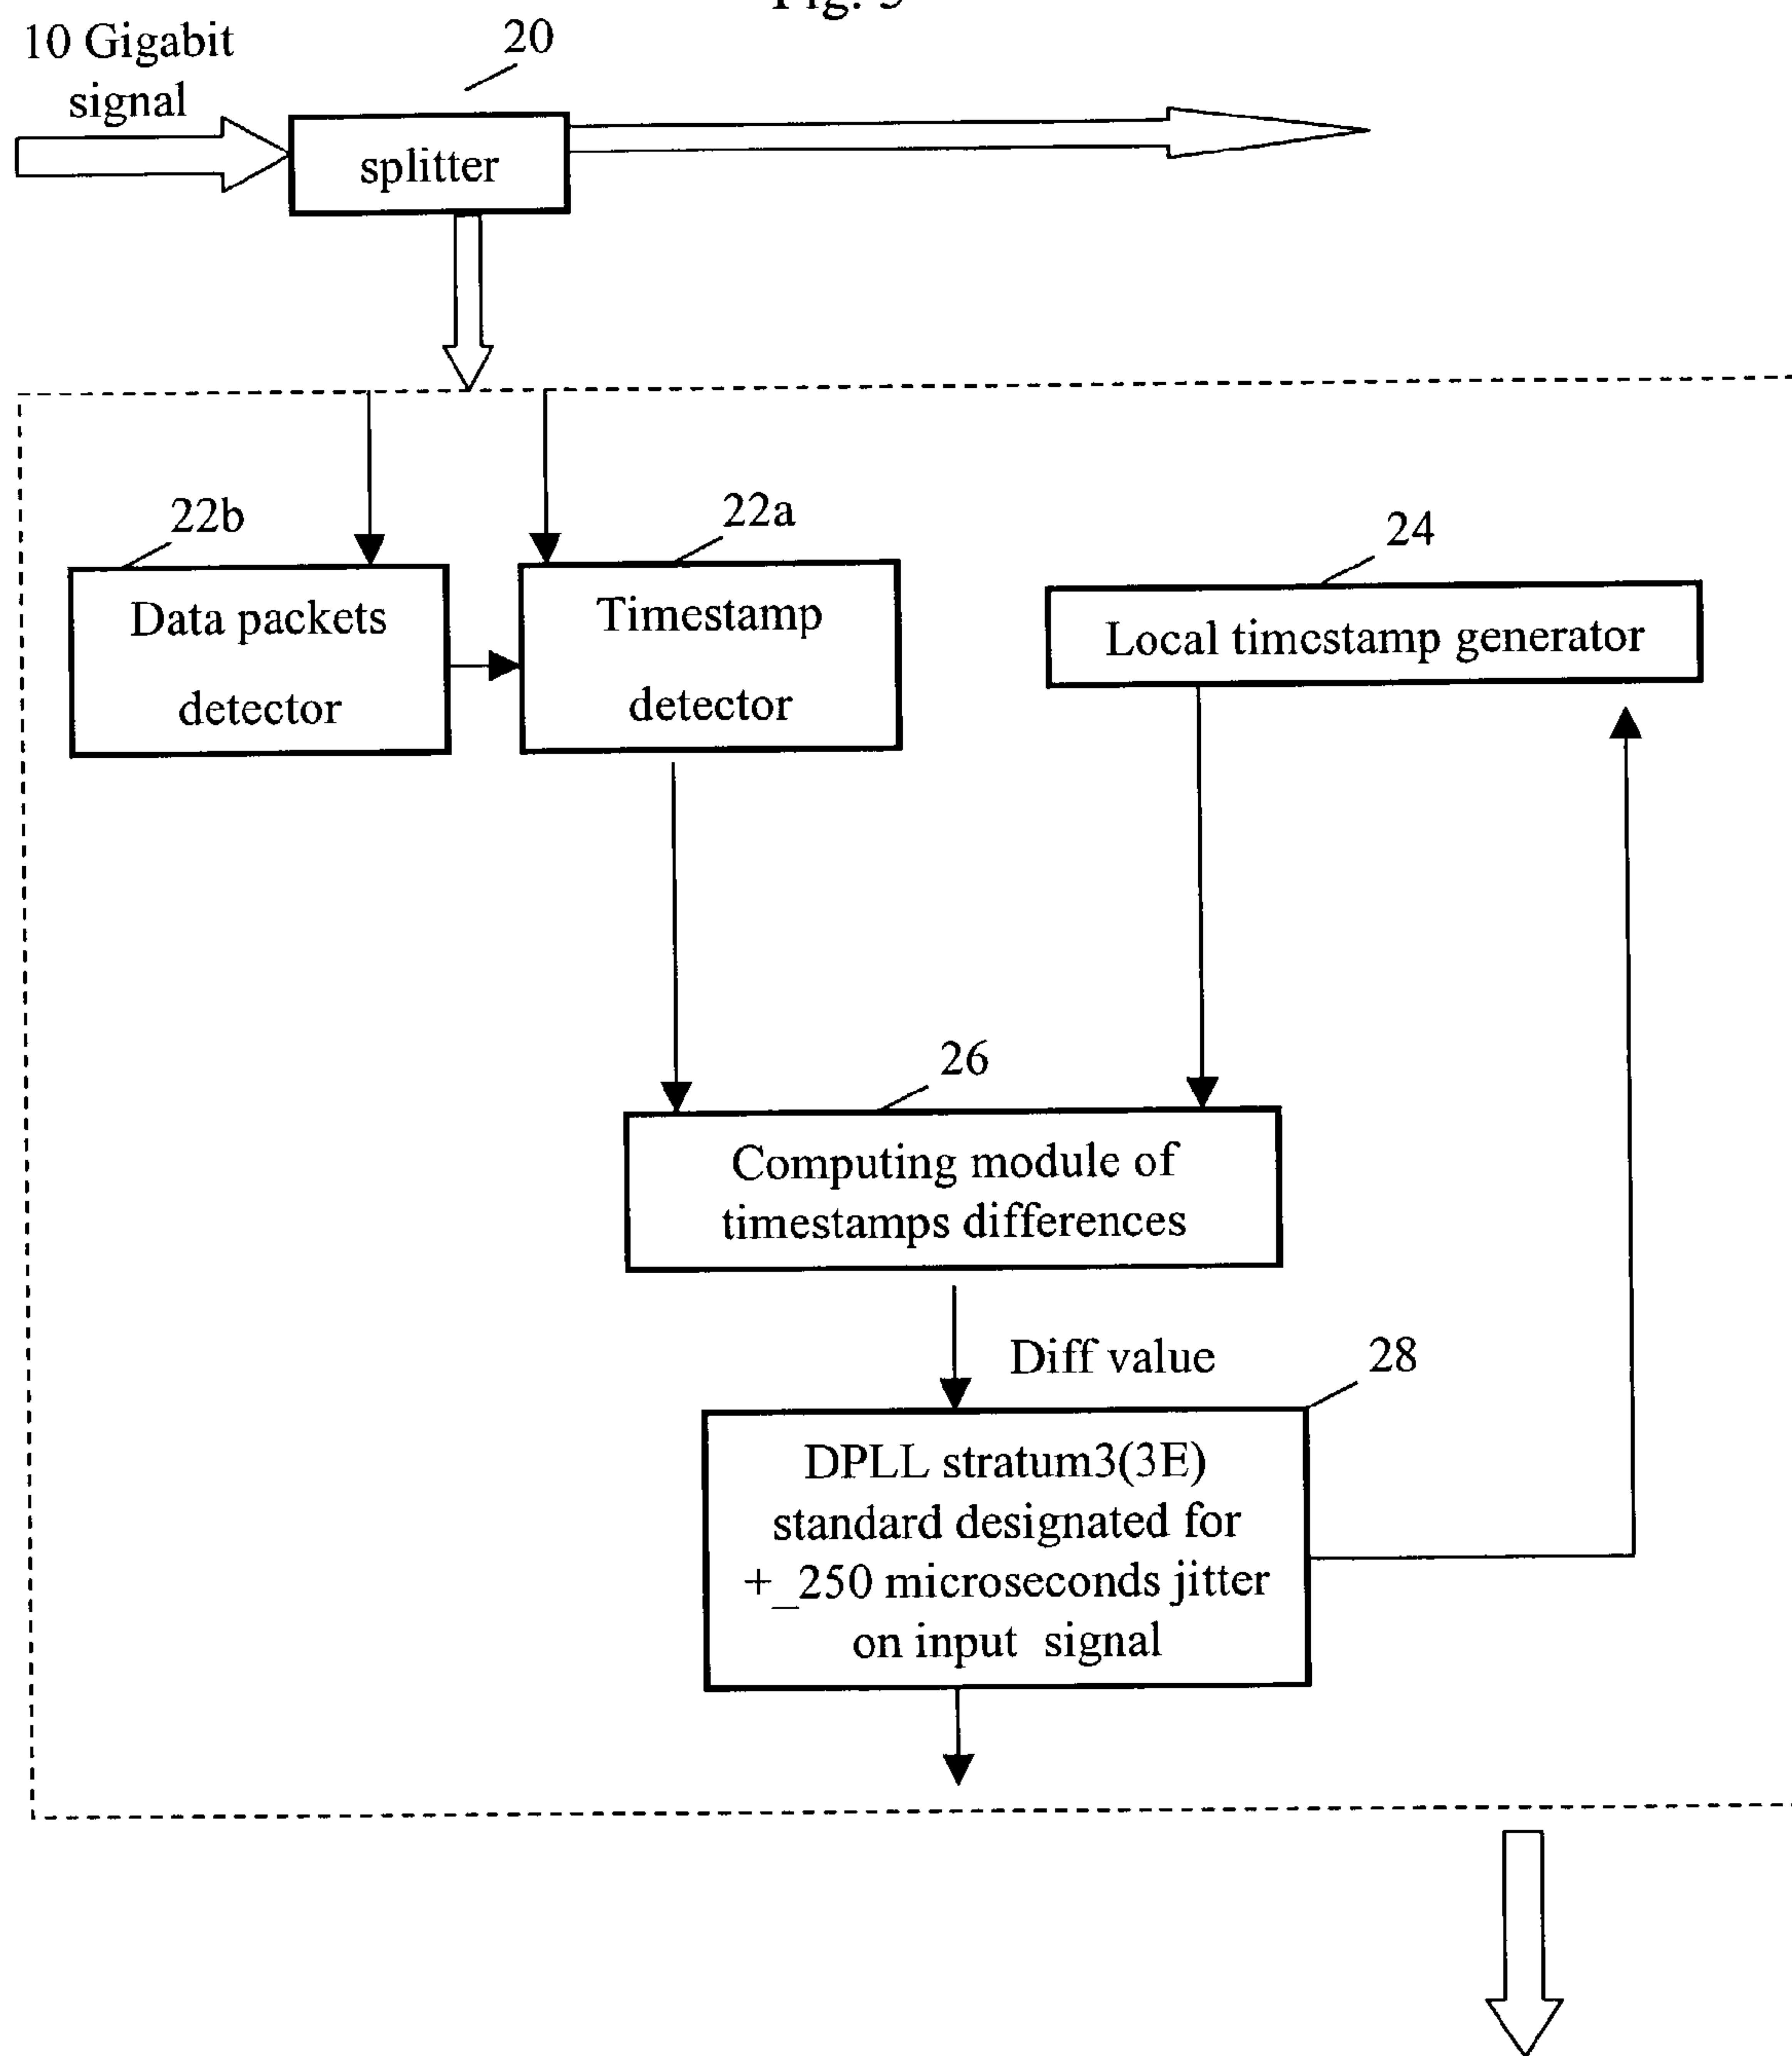 10 Gigabit
signal
20
splitter
22b
22a
24
Data packets
detector
Timestamp
detector
Local timestamp generator
26
Computing module of
timestamps differences
Diff value
28
DPLL stratum3(3E)
standard designated for
+_250 microseconds jitter
on input signal